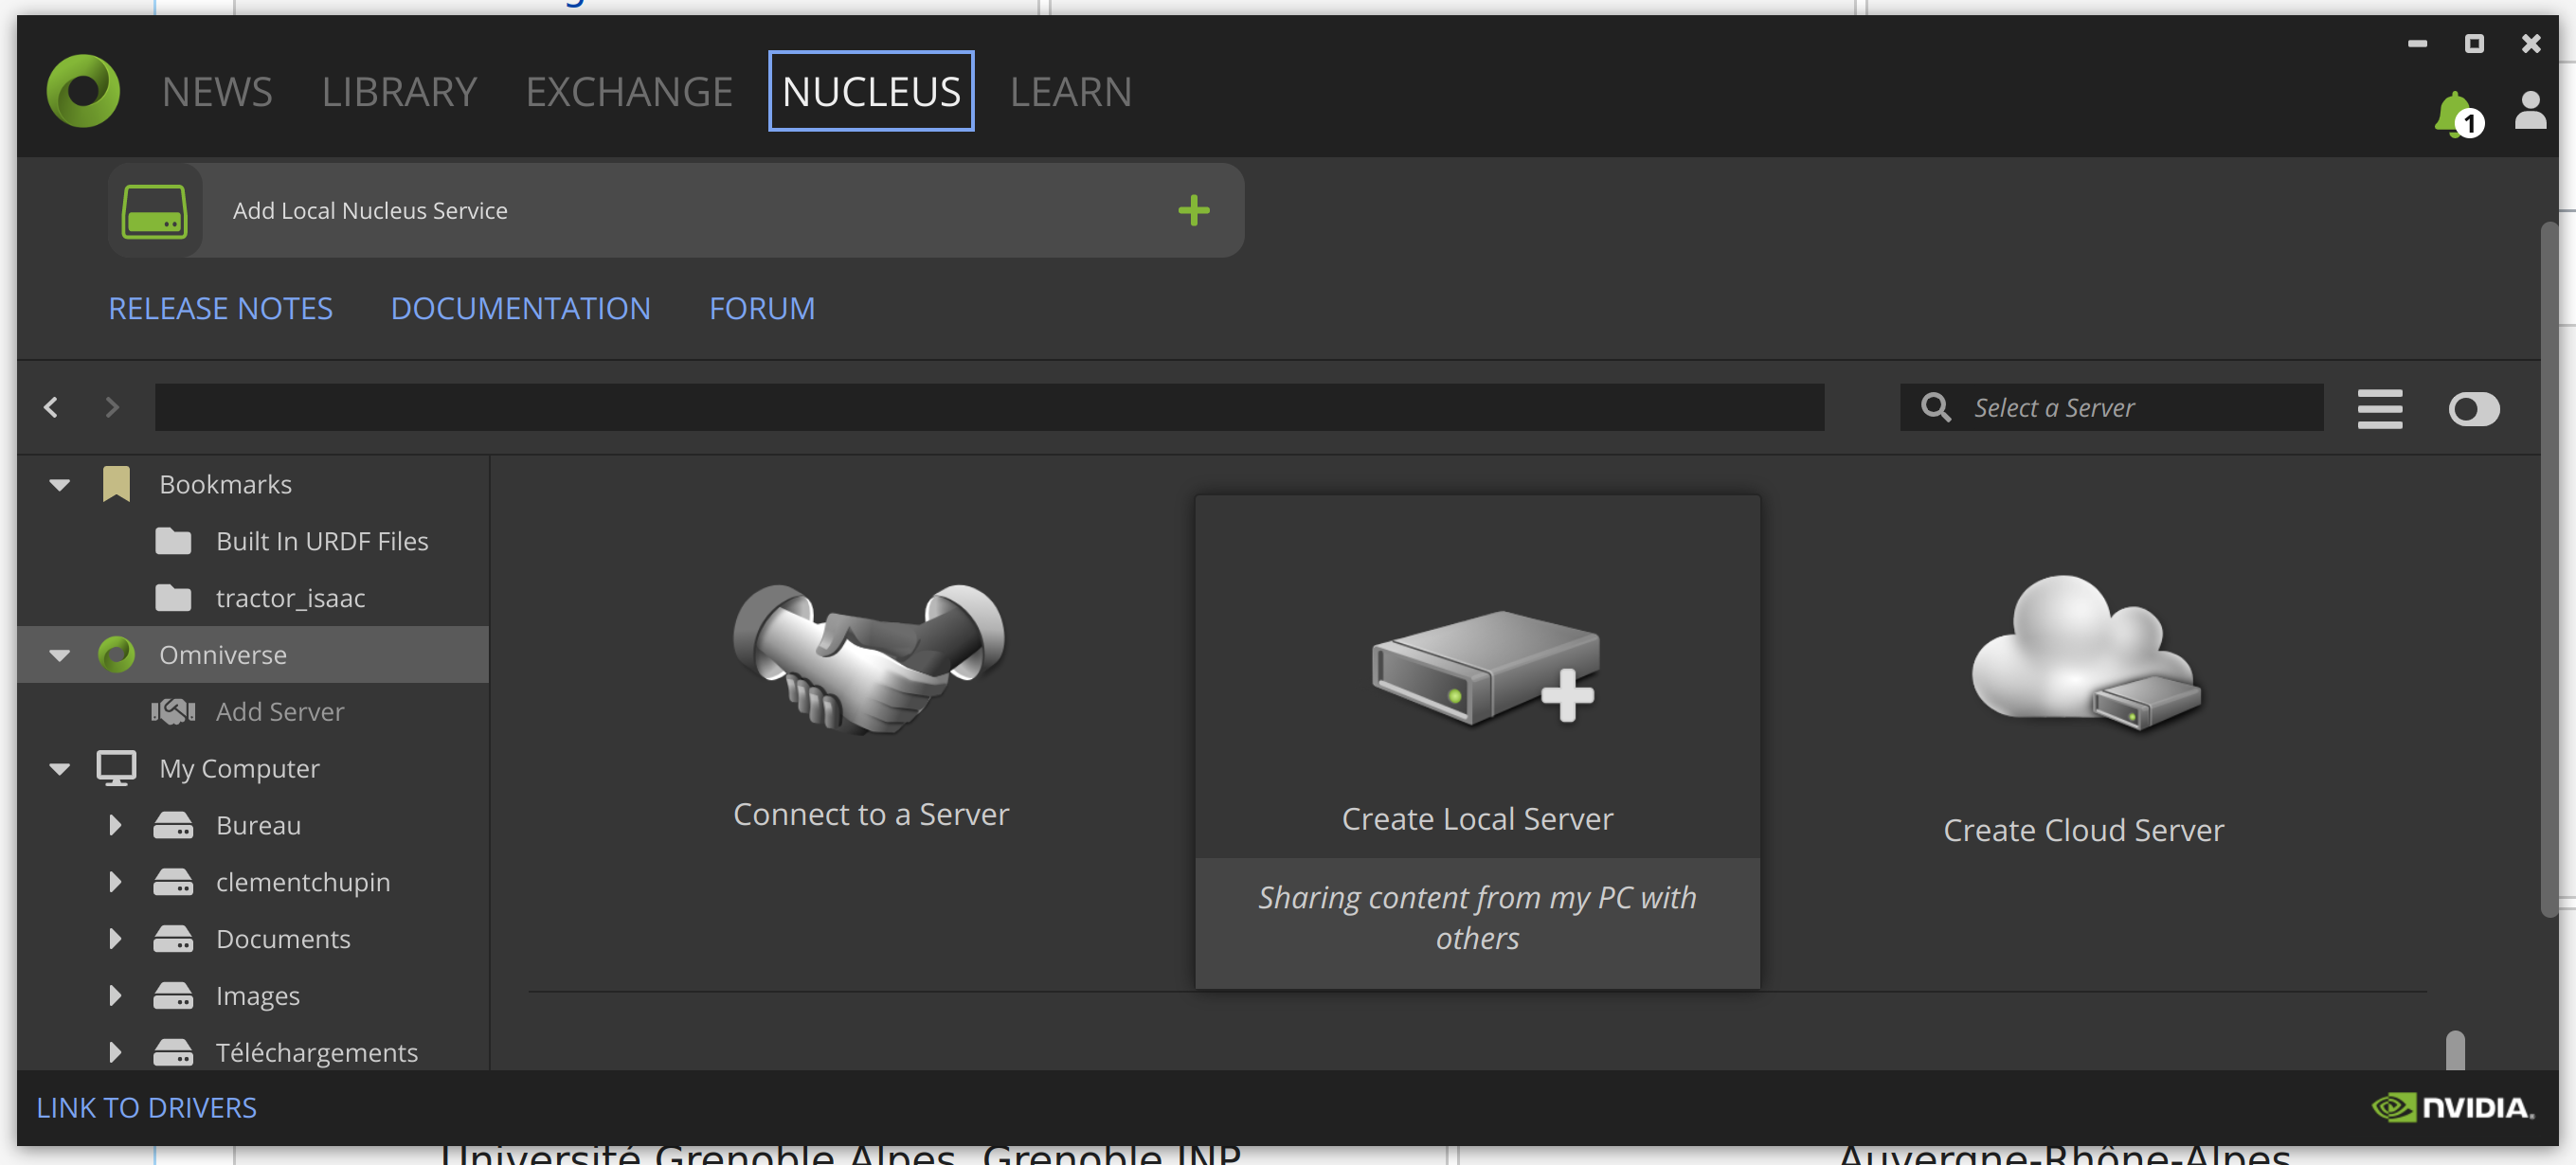 NEWS LIBRARY EXCHANGE NUCLEUS LEARN
1
Add Local Nucleus Service
RELEASE NOTES DOCUMENTATION FORUM
Select a Server
Bookmarks
Built In URDF Files
tractor_isaac
Omniverse
Add Server
My Computer
Bureau
clementchupin
Documents
Images
Téléchargements
Connect to a Server
Create Local Server
Sharing content from my PC with
others
Create Cloud Server
LINK TO DRIVERS
NVIDIA.
Université Grenoble Alpes, Grenoble INP
Auvergne-Rhône-Alpes